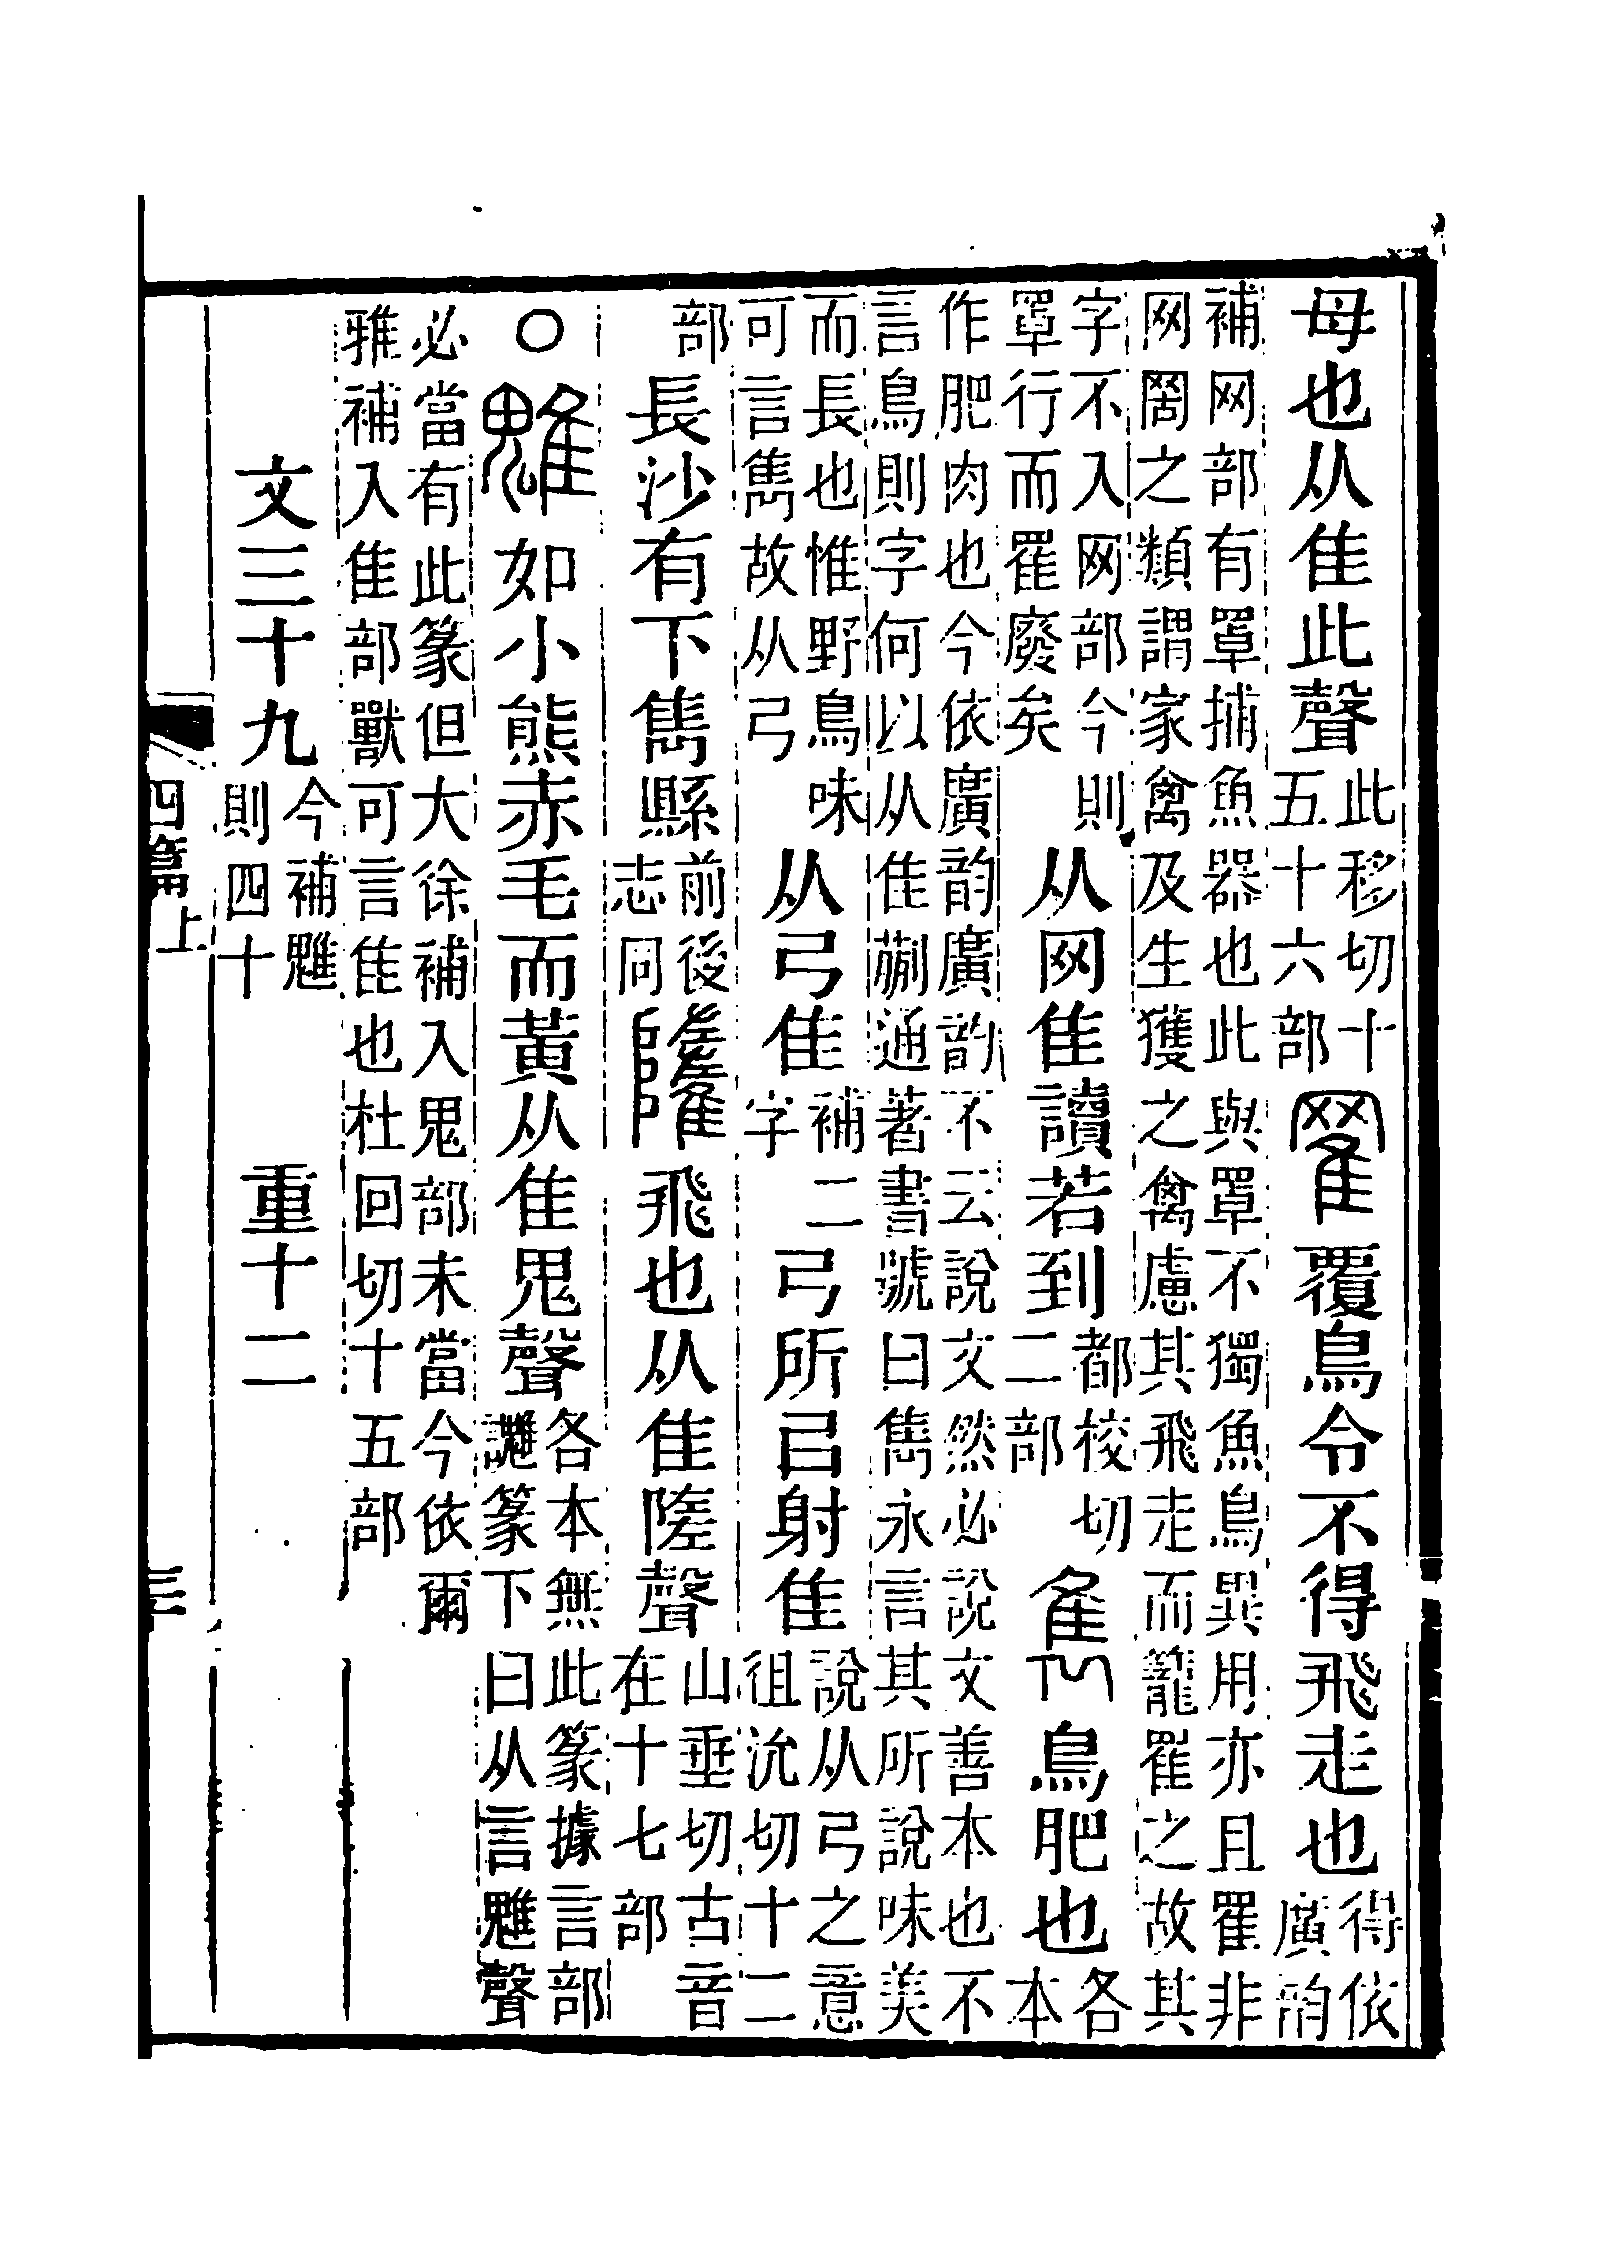 母也从隹此聲此移切十五十六部䍜覆鳥令不得飛走也得依廣韵
補网部有罩捕魚器也此與罩不獨魚鳥異用亦且䍜非
网罔之類謂家禽及生獲之禽慮其飛走而籠䍜之故其
字不入网部今則罩行而䍜廢矣从网隹讀若到都校切二部雋鳥肥也各本
作肥肉也今依廣韵廣韵不云說文然必說文善本也不
言鳥則字何以从隹蒯通著書號曰雋永言其所說味美
而長也惟野鳥味可言雋故从弓从弓隹補二字弓所㠯射隹說从弓之意徂沇切十二
部長沙有下雋縣前後志同䧴飛也从隹隓聲山垂切古音在十七部
○魋如小熊赤毛而黃从隹鬼聲各本無此篆據言部篆下曰从言魋聲
必當有此篆但大徐補入鬼部未當今依爾
雅補入隹部獸可言隹也杜回切十五部
文三十九今補魋則四十　重十二
四篇上　三十